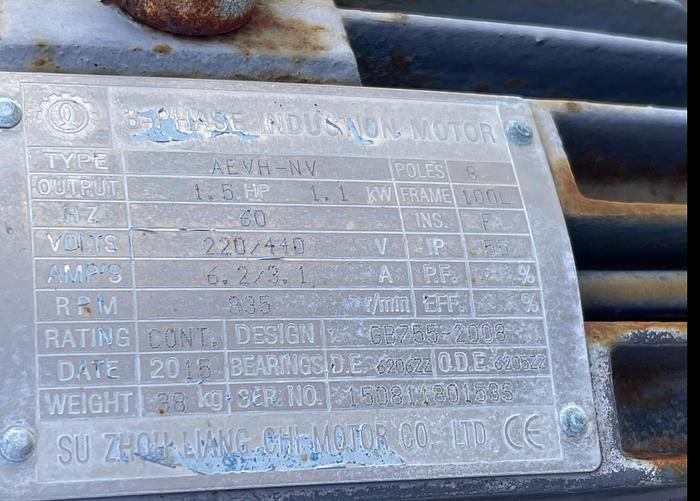 3-PHASE INDUCTION MOTOR
TYPE AEVH-NV POLES 8
OUTPUT 1.5 HP 1.1 KW FRAME 100L
HZ 60 INS. F
VOLTS 220/440 V IP 55
AMP'S 6.2/3.1 A P.F. %
RPM 835 r/min EFF. %
RATING CONT. DESIGN GB755-2008
DATE 2015 BEARINGS D.E. 6206ZZ O.D.E. 6205ZZ
WEIGHT 38 kg SER. NO.
SU ZHOU LIANG CHI MOTOR CO. LTD. CE